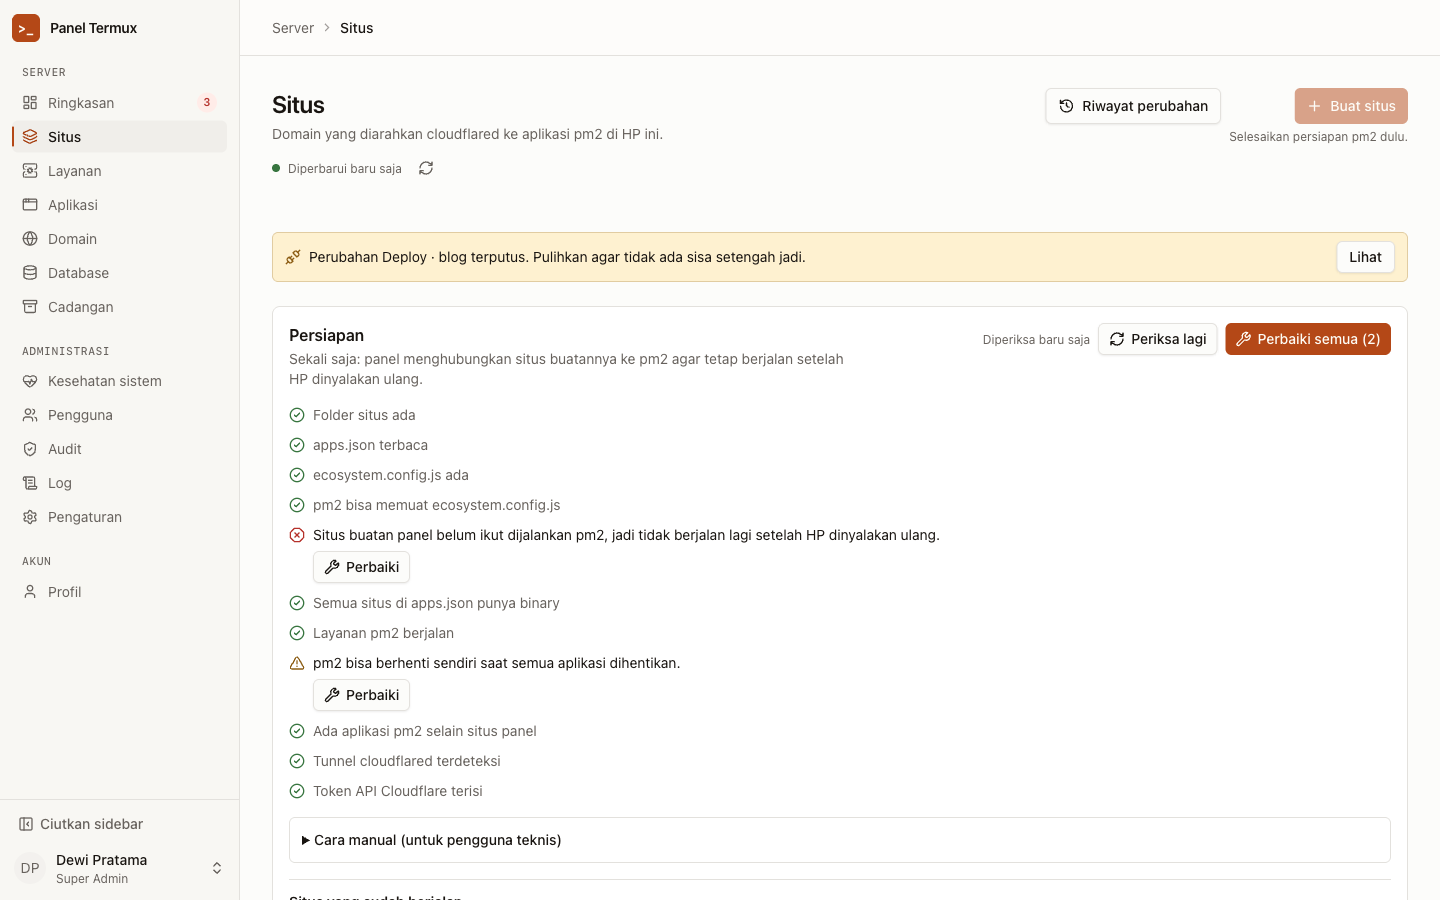 >_ Panel Termux
SERVER
Ringkasan 3
Situs
Layanan
Aplikasi
Domain
Database
Cadangan
ADMINISTRASI
Kesehatan sistem
Pengguna
Audit
Log
Pengaturan
AKUN
Profil
Ciutkan sidebar
DP
Dewi Pratama
Super Admin
Server > Situs
Situs
Domain yang diarahkan cloudflared ke aplikasi pm2 di HP ini.
Diperbarui baru saja
Riwayat perubahan
+ Buat situs
Selesaikan persiapan pm2 dulu.
Perubahan Deploy · blog terputus. Pulihkan agar tidak ada sisa setengah jadi.
Lihat
Persiapan
Sekali saja: panel menghubungkan situs buatannya ke pm2 agar tetap berjalan setelah
HP dinyalakan ulang.
Diperiksa baru saja
Periksa lagi
Perbaiki semua (2)
Folder situs ada
apps.json terbaca
ecosystem.config.js ada
pm2 bisa memuat ecosystem.config.js
Situs buatan panel belum ikut dijalankan pm2, jadi tidak berjalan lagi setelah HP dinyalakan ulang.
Perbaiki
Semua situs di apps.json punya binary
Layanan pm2 berjalan
pm2 bisa berhenti sendiri saat semua aplikasi dihentikan.
Perbaiki
Ada aplikasi pm2 selain situs panel
Tunnel cloudflared terdeteksi
Token API Cloudflare terisi
Cara manual (untuk pengguna teknis)
Situs yang sudah berjalan